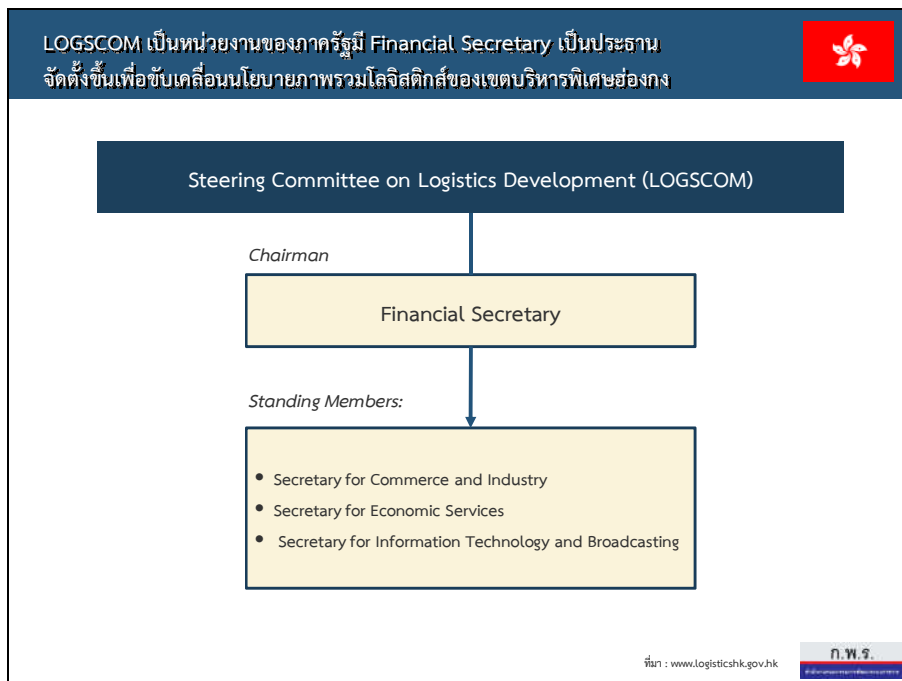 LOGSCOM เป็นหน่วยงานของภาครัฐมี Financial Secretary เป็นประธาน
จัดตั้งขึ้นเพื่อขับเคลื่อนนโยบายภาพรวมโลจิสติกส์ของเขตบริหารพิเศษฮ่องกง
Steering Committee on Logistics Development (LOGSCOM)
Chairman
Financial Secretary
Standing Members:
• Secretary for Commerce and Industry
• Secretary for Economic Services
• Secretary for Information Technology and Broadcasting
ที่มา : www.logisticshk.gov.hk
ก.พ.ร.